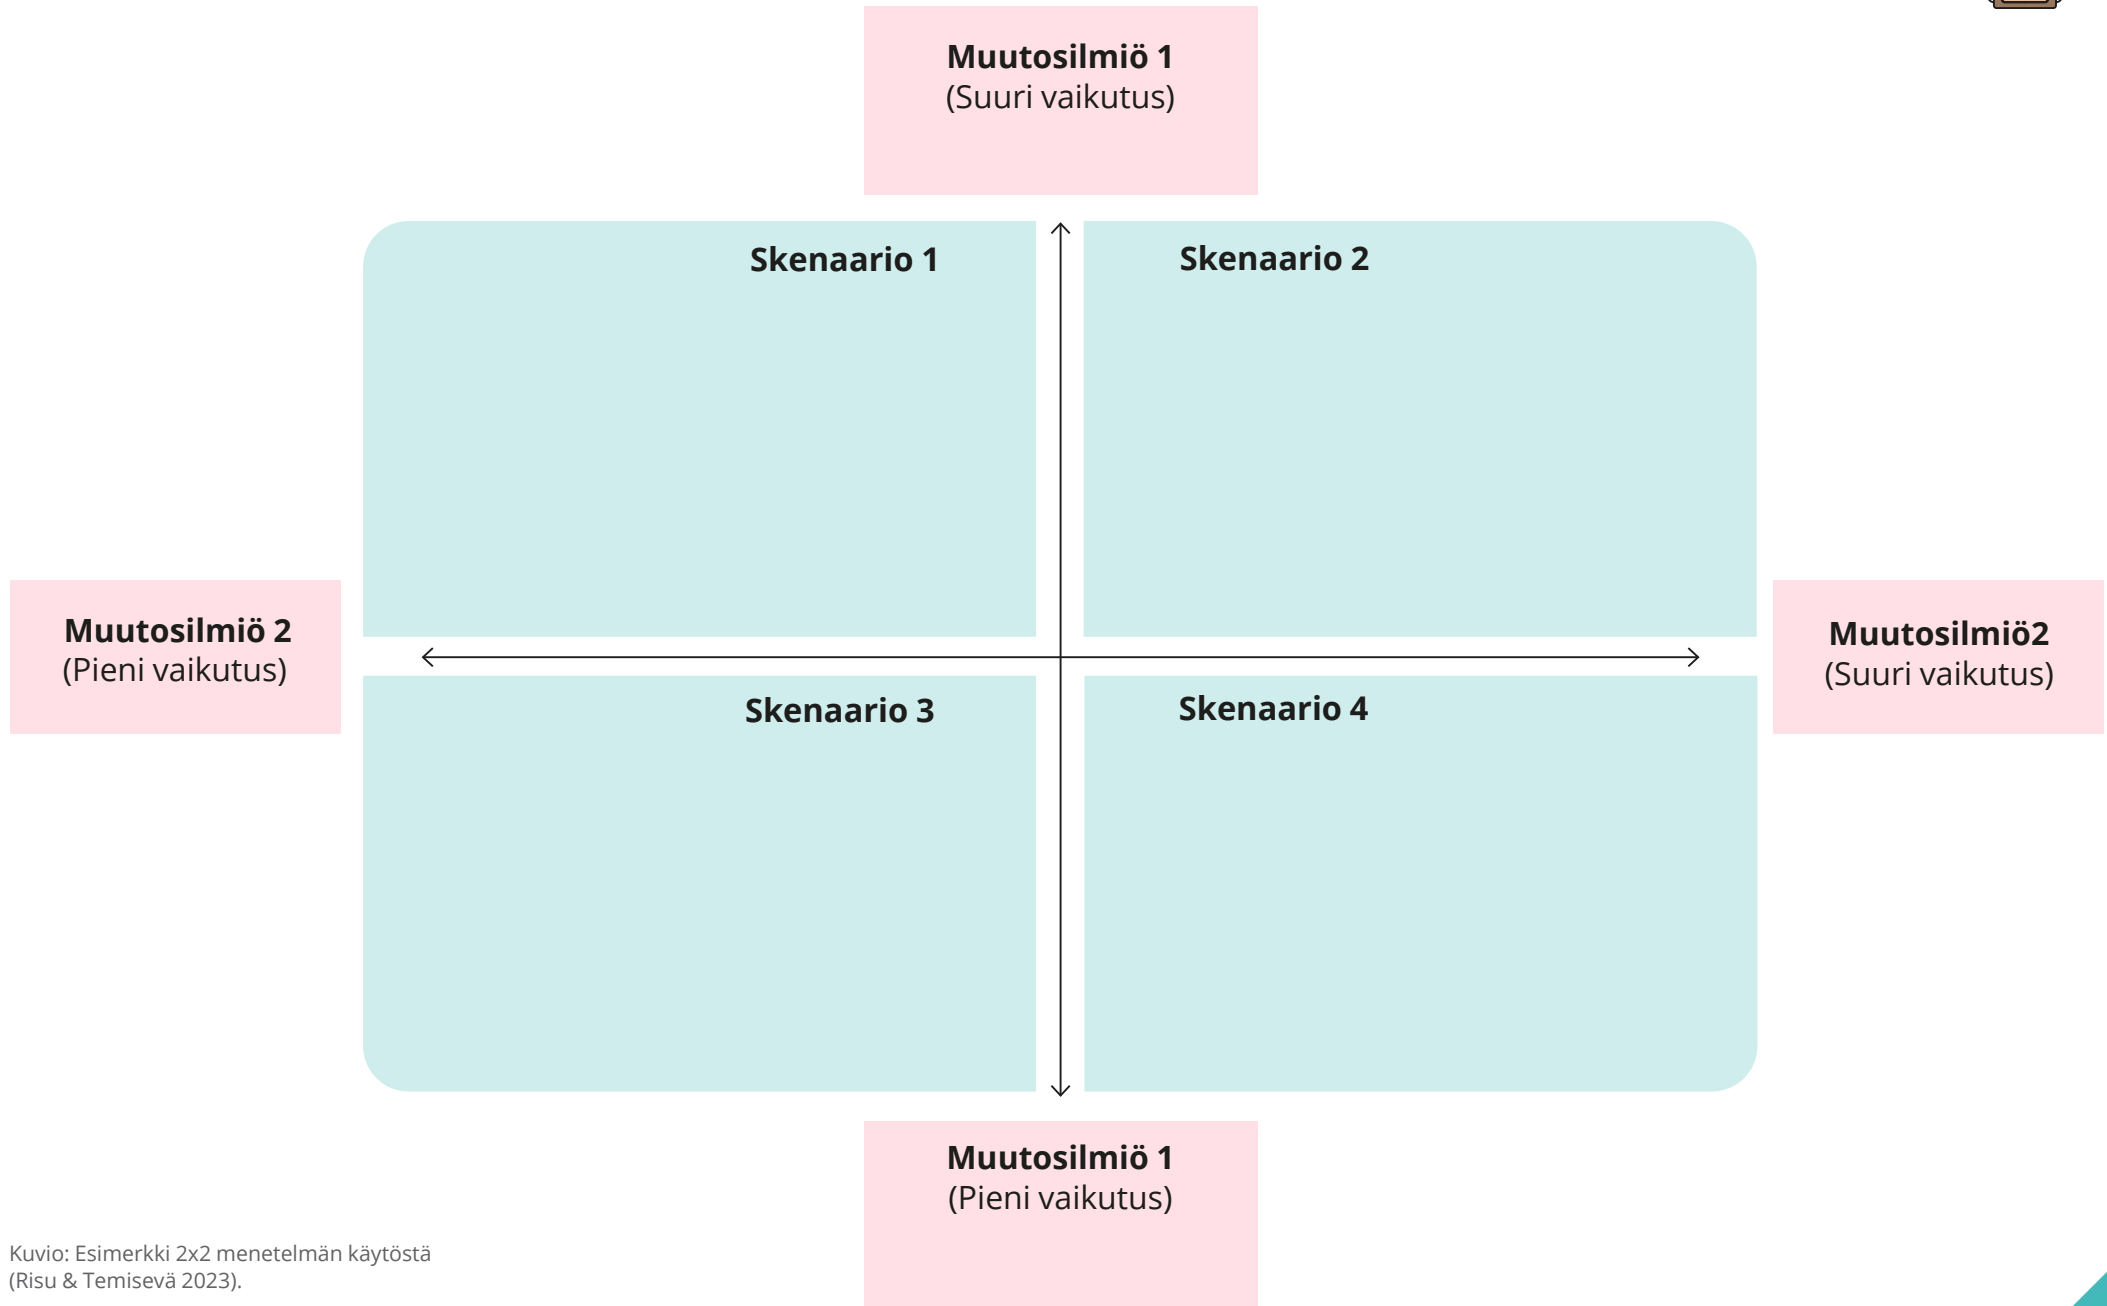 Muutosilmiö 1
(Suuri vaikutus)
Skenaario 1
Skenaario 2
Muutosilmiö 2
(Pieni vaikutus)
Muutosilmiö2
(Suuri vaikutus)
Skenaario 3
Skenaario 4
Muutosilmiö 1
(Pieni vaikutus)
Kuvio: Esimerkki 2x2 menetelmän käytöstä
(Risu & Temisevä 2023).